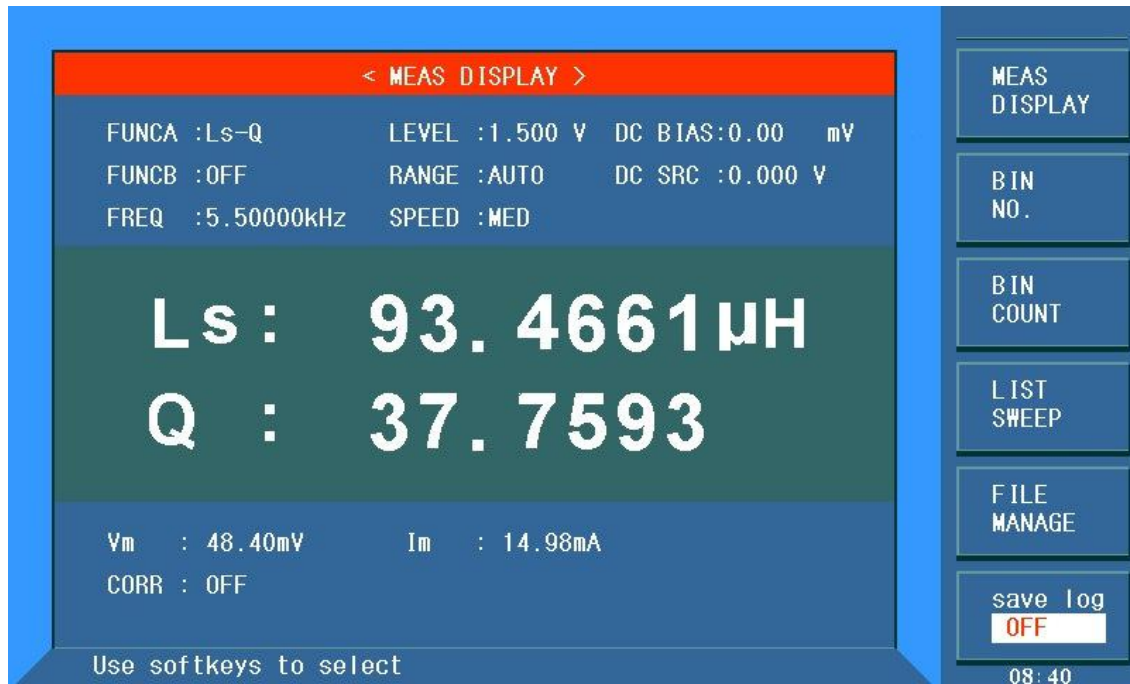 < MEAS DISPLAY >
FUNCA :Ls-Q LEVEL :1.500 V DC BIAS:0.00 mV
FUNCB :OFF RANGE :AUTO DC SRC :0.000 V
FREQ :5.50000kHz SPEED :MED
Ls: 93.4661µH
Q : 37.7593
Vm : 48.40mV Im : 14.98mA
CORR : OFF
Use softkeys to select
MEAS
DISPLAY
BIN
NO.
BIN
COUNT
LIST
SWEEP
FILE
MANAGE
save log
OFF
08:40